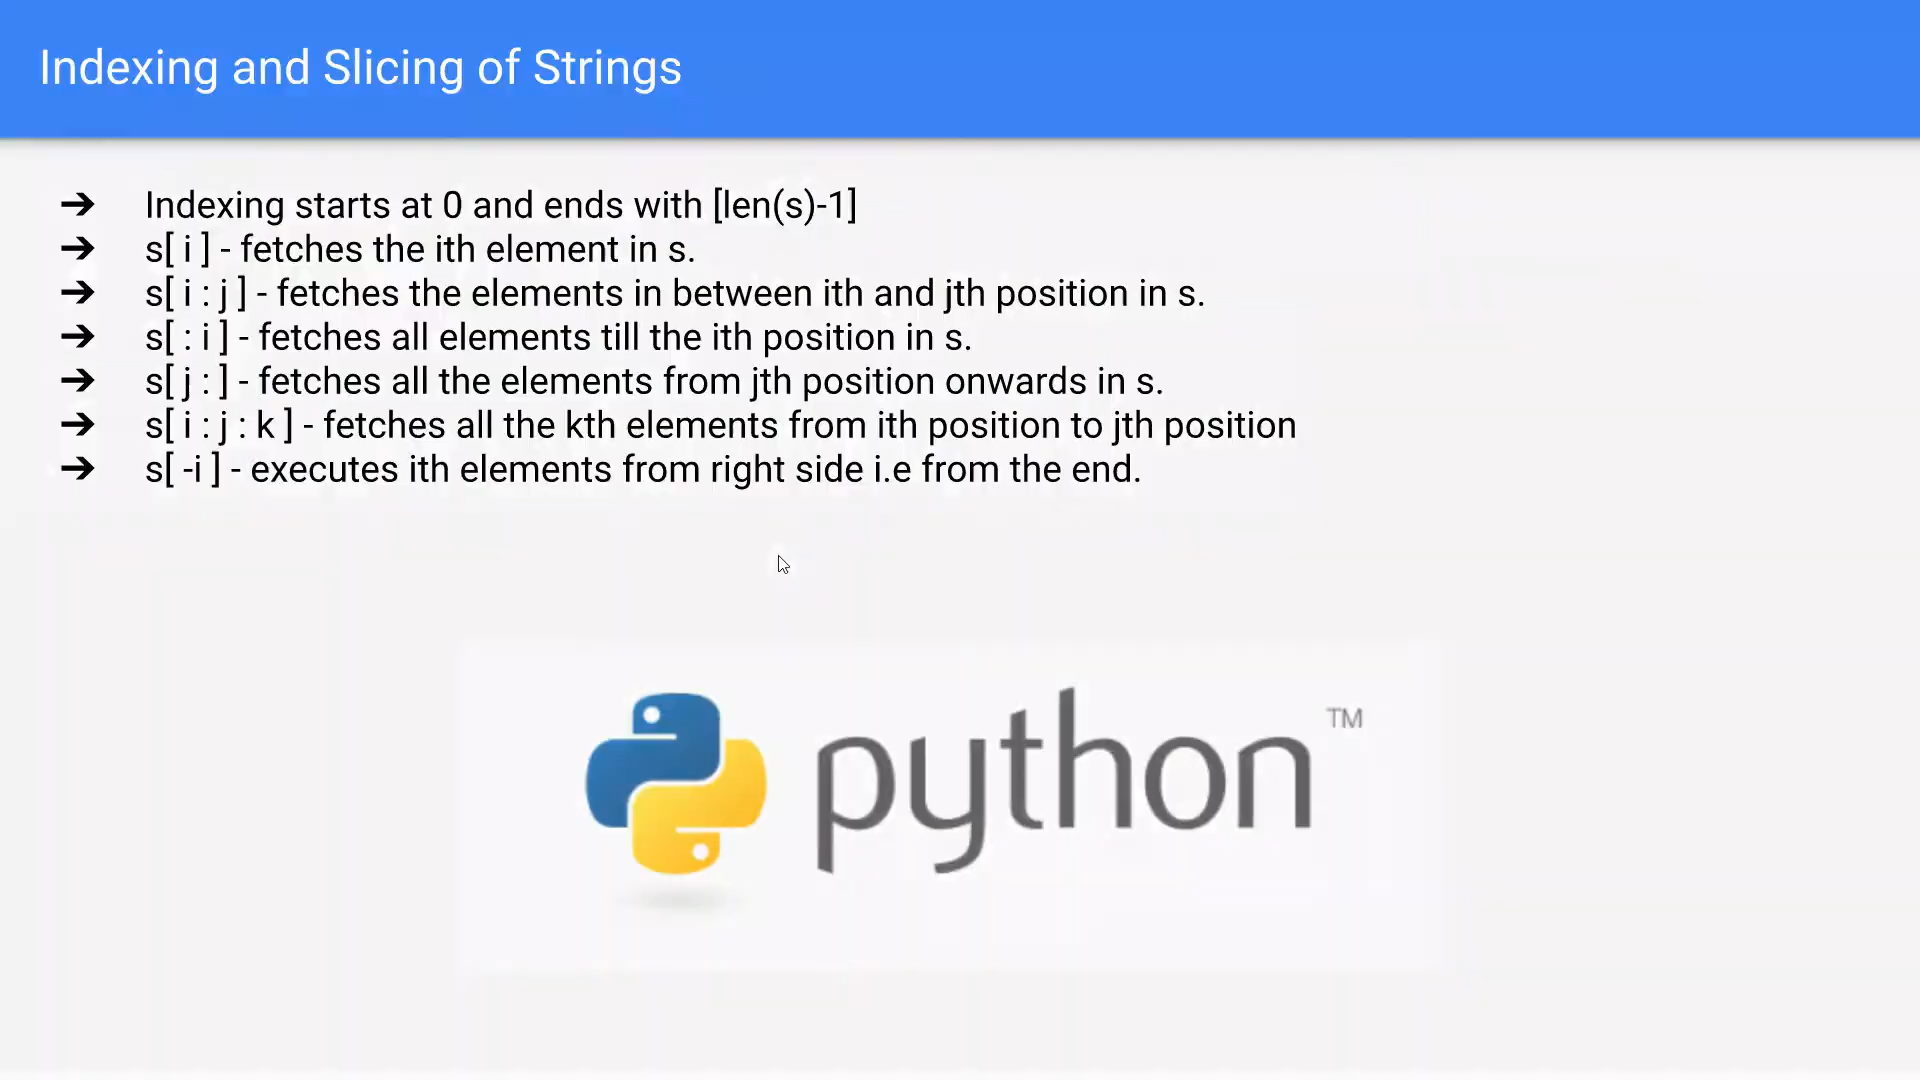 Indexing and Slicing of Strings
➔ Indexing starts at 0 and ends with [len(s)-1]
➔ s[ i ] - fetches the ith element in s.
➔ s[ i : j ] - fetches the elements in between ith and jth position in s.
➔ s[ : i ] - fetches all elements till the ith position in s.
➔ s[ j : ] - fetches all the elements from jth position onwards in s.
➔ s[ i : j : k ] - fetches all the kth elements from ith position to jth position
➔ s[ -i ] - executes ith elements from right side i.e from the end.
python TM